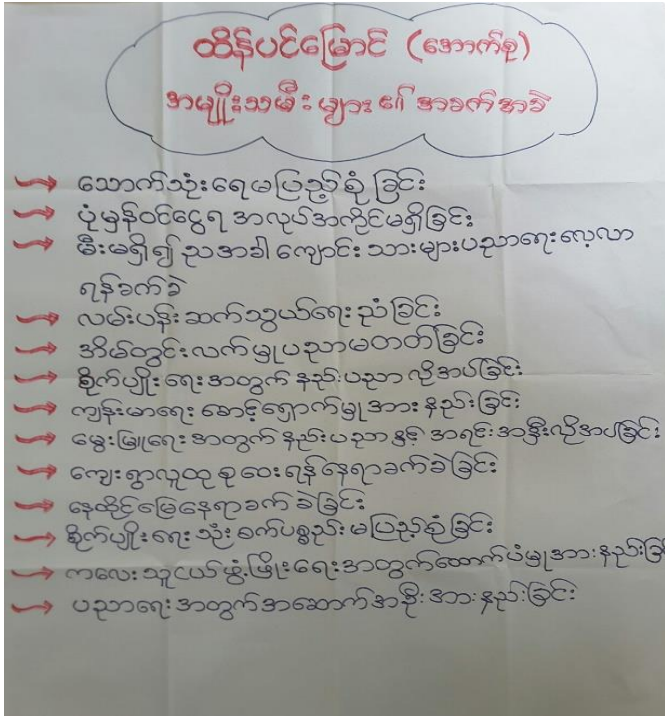 ထိန်ပင်မြောင် (အောက်စု)
အမျိုးသမီးများ၏ အခက်အခဲ
သောက်သုံးရေမပြည့်စုံခြင်း
ပုံမှန်ဝင်ငွေရ အလုပ်အကိုင်မရှိခြင်း
မီးမရှိ၍ ညအခါ ကျောင်းသားများပညာရေးလေ့လာ
ရန်ခက်ခဲ
လမ်းပန်းဆက်သွယ်ရေးညံ့ခြင်း
အိမ်တွင်းလက်မှုပညာမတတ်ခြင်း
စိုက်ပျိုးရေးအတွက် နည်းပညာ လိုအပ်ခြင်း
ကျန်းမာရေး စောင့်ရှောက်မှုအားနည်းခြင်း
မွေးမြူရေးအတွက် နည်းပညာနှင့် အရင်းအနှီးလိုအပ်ခြင်း
ကျေးရွာလူထုစုဝေးရန်နေရာခက်ခဲခြင်း
နေထိုင်မြေနေရာခက်ခဲခြင်း
စိုက်ပျိုးရေးသုံးစက်ပစ္စည်းမပြည့်စုံခြင်း
ကလေးသူငယ်ဖွံ့ဖြိုးရေးအတွက်ထောက်ပံ့မှုအားနည်းခြင်
ပညာရေးအတွက်အဆောက်အဦးအားနည်းခြင်း